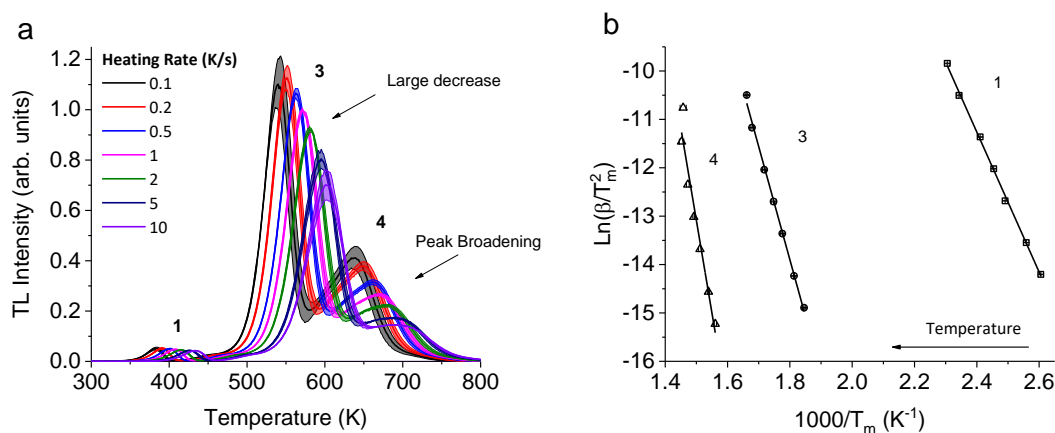 a
Heating Rate (K/s)
0.1
0.2
0.5
1
2
5
10
3
Large decrease
4
Peak Broadening
1
TL Intensity (arb. units)
0.0
0.2
0.4
0.6
0.8
1.0
1.2
300 400 500 600 700 800
Temperature (K)
b
1
3
4
Temperature
Ln(β/T_m^2)
-10
-11
-12
-13
-14
-15
-16
1.4 1.6 1.8 2.0 2.2 2.4 2.6
1000/T_m (K^-1)